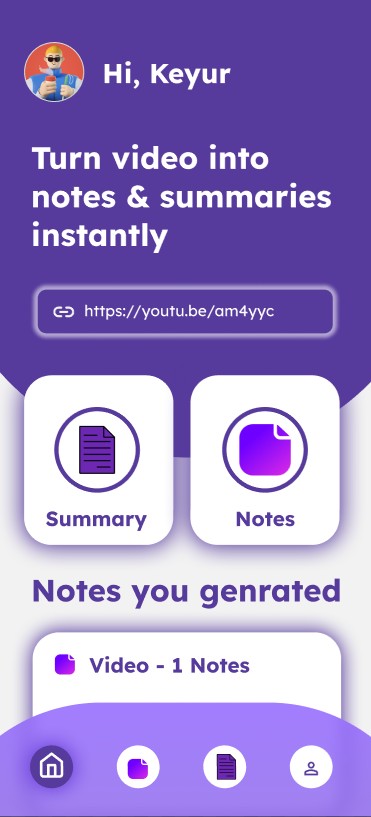 Hi, Keyur
Turn video into
notes & summaries
instantly
https://youtu.be/am4yyc
Summary
Notes
Notes you genrated
Video - 1 Notes